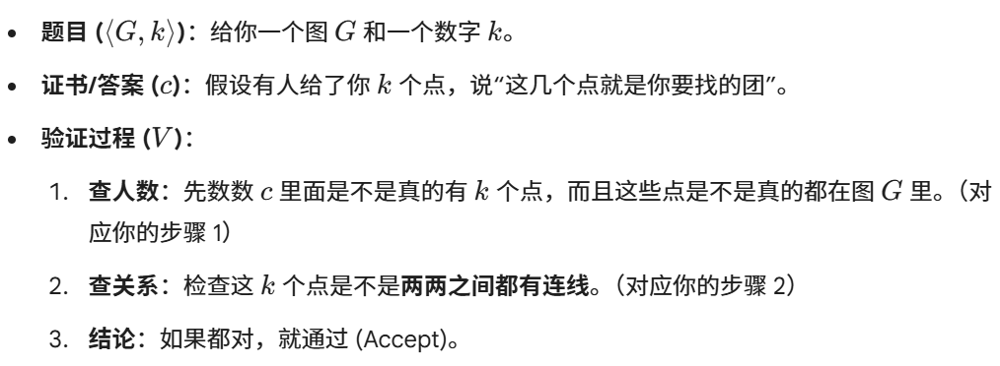 • 题目 (⟨G, k⟩)：给你一个图 G 和一个数字 k。
• 证书/答案 (c)：假设有人给了你 k 个点，说“这几个点就是你要找的团”。
• 验证过程 (V)：
1. 查人数：先数数 c 里面是不是真的有 k 个点，而且这些点是不是真的都在图 G 里。（对
应你的步骤 1）
2. 查关系：检查这 k 个点是不是两两之间都有连线。（对应你的步骤 2）
3. 结论：如果都对，就通过 (Accept)。